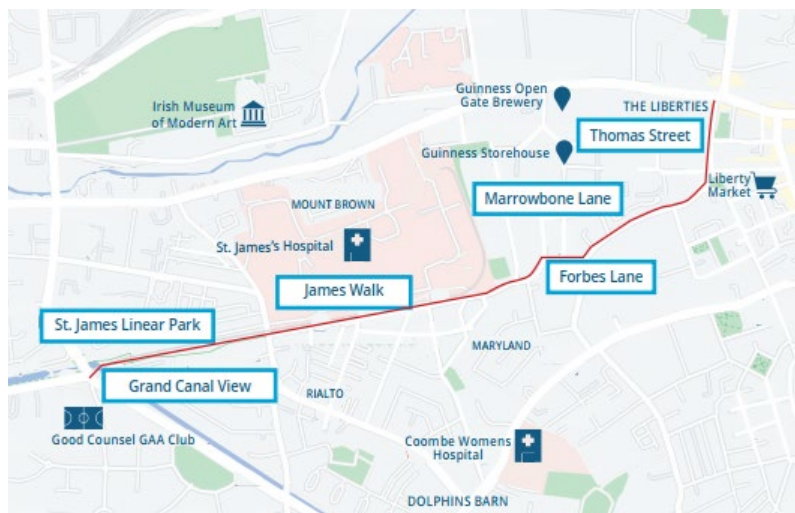 Guinness Open
Gate Brewery
THE LIBERTIES
Irish Museum
of Modern Art
Thomas Street
Guinness Storehouse
Liberty
Market
Marrowbone Lane
MOUNT BROWN
St. James's Hospital
Forbes Lane
James Walk
St. James Linear Park
MARYLAND
Grand Canal View
RIALTO
Good Counsel GAA Club
Coombe Womens
Hospital
DOLPHINS BARN